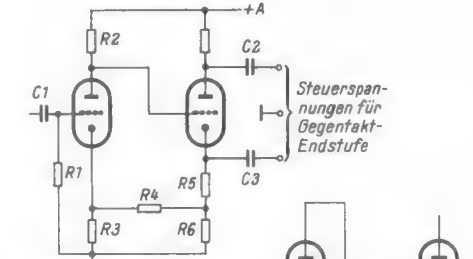 +A
R2
C2
C1
Steuerspan-
nungen für
Gegentakt-
Endstufe
R1
R4
R5
C3
R3
R6